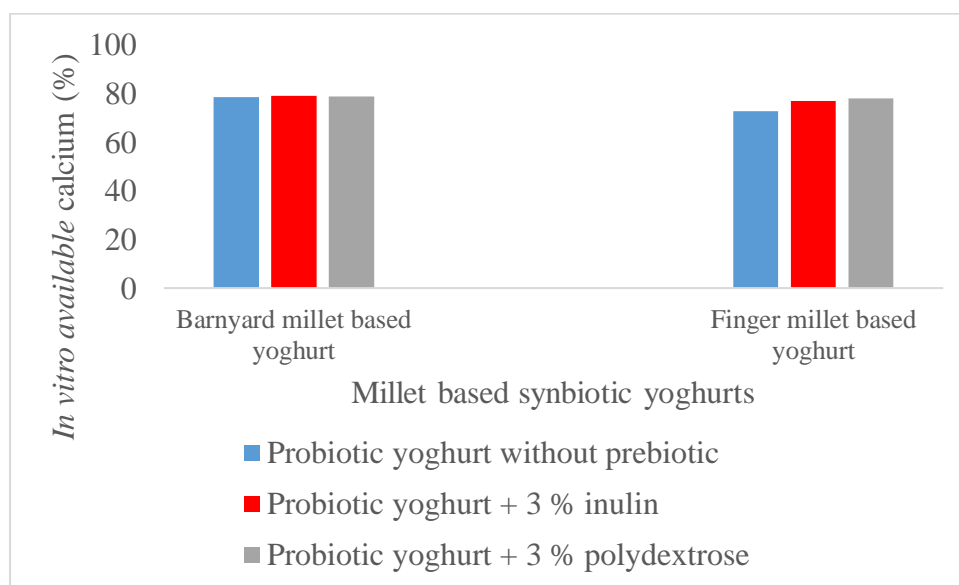 In vitro available calcium (%)
100
80
60
40
20
0
Barnyard millet based
yoghurt
Finger millet based
yoghurt
Millet based synbiotic yoghurts
Probiotic yoghurt without prebiotic
Probiotic yoghurt + 3 % inulin
Probiotic yoghurt + 3 % polydextrose